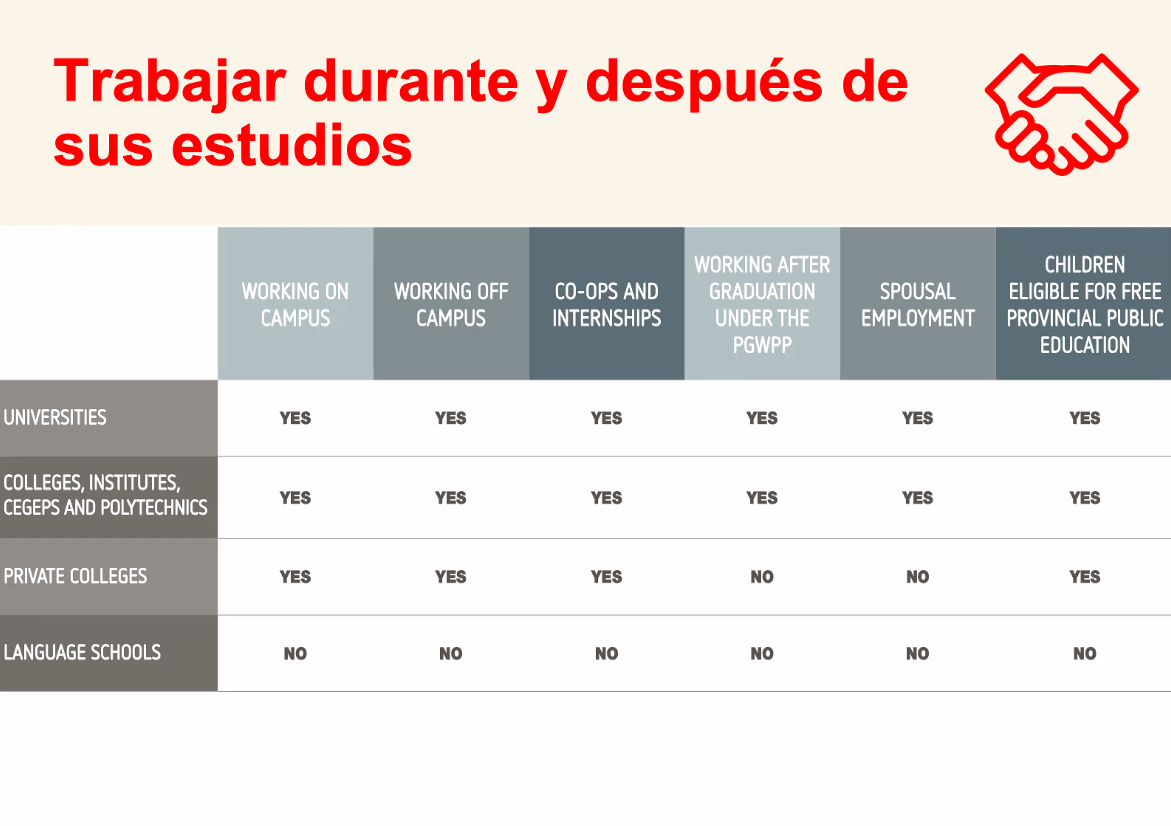 Trabajar durante y después de
sus estudios
WORKING ON
CAMPUS
WORKING OFF
CAMPUS
CO-OPS AND
INTERNSHIPS
WORKING AFTER
GRADUATION
UNDER THE
PGWPP
SPOUSAL
EMPLOYMENT
CHILDREN
ELIGIBLE FOR FREE
PROVINCIAL PUBLIC
EDUCATION
UNIVERSITIES YES YES YES YES YES YES
COLLEGES, INSTITUTES,
CEGEPS AND POLYTECHNICS YES YES YES YES YES YES
PRIVATE COLLEGES YES YES YES NO NO YES
LANGUAGE SCHOOLS NO NO NO NO NO NO